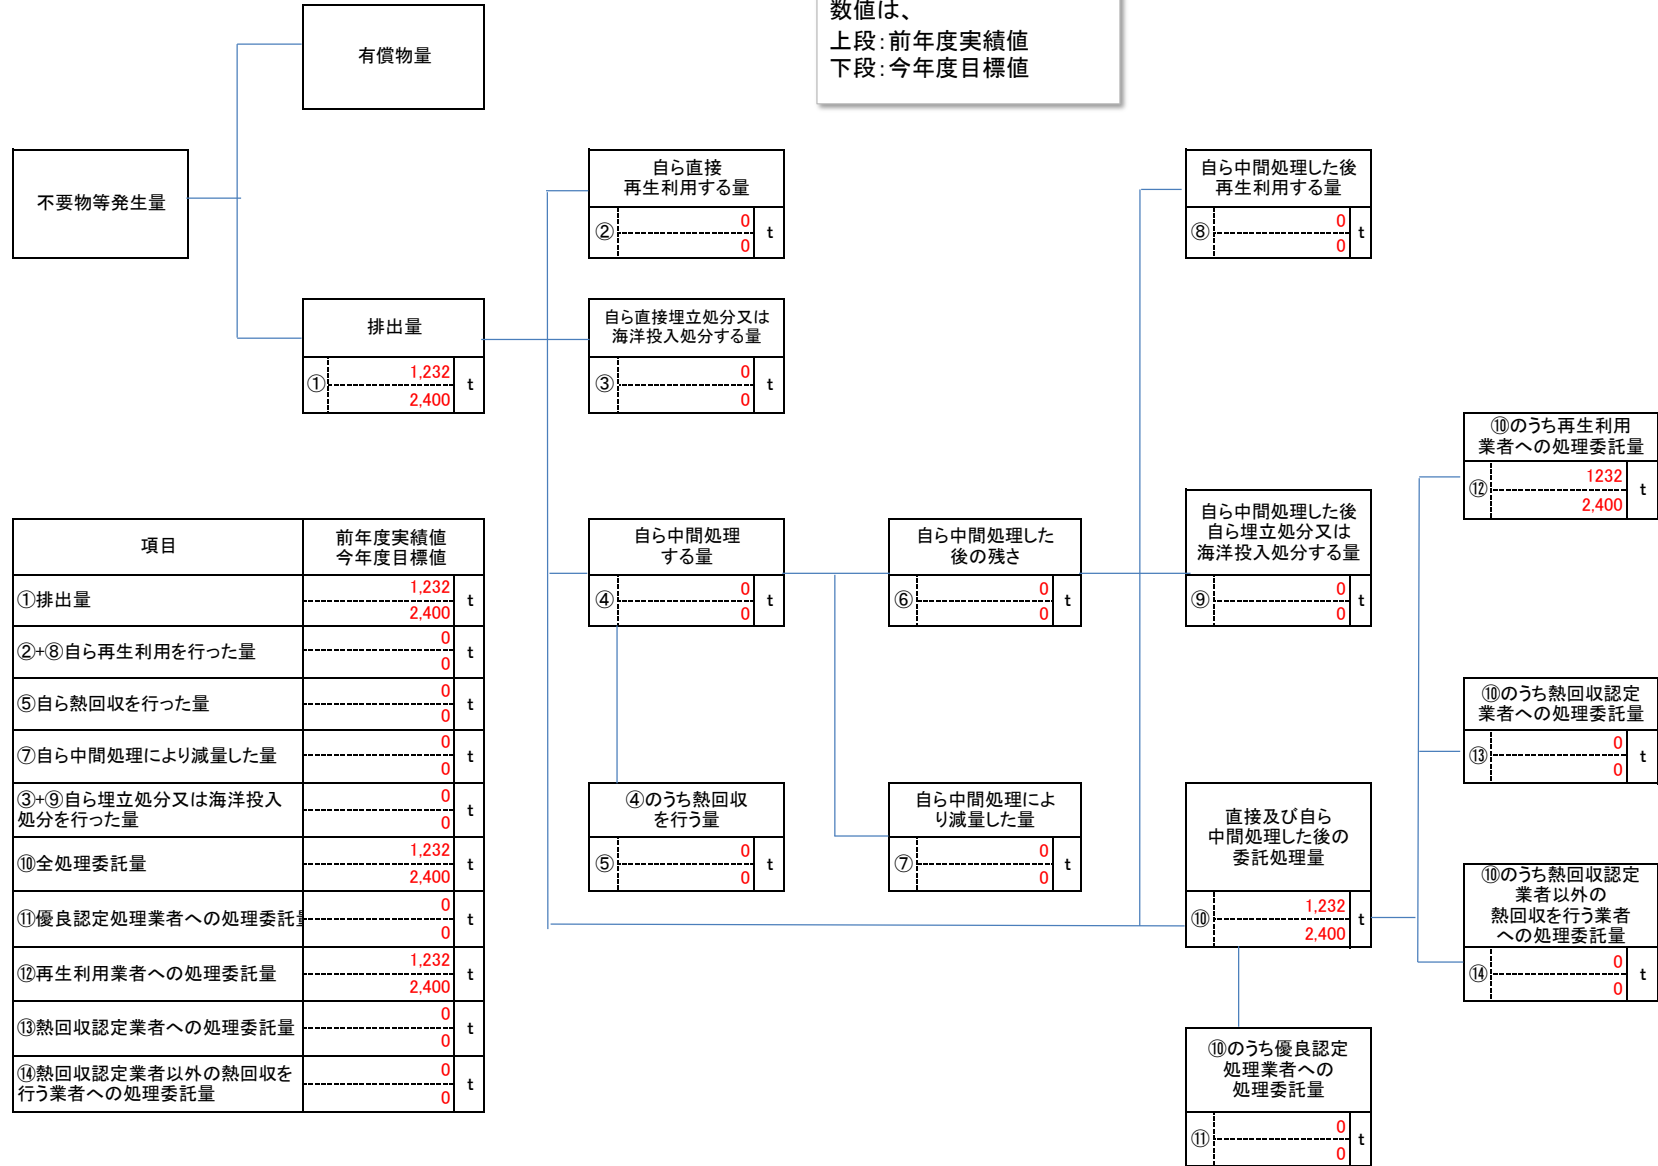 数値は、
上段：前年度実績値
下段：今年度目標値
有償物量
不要物等発生量
排出量
①
1,232
2,400
t
自ら直接
再生利用する量
②
0
0
t
自ら直接埋立処分又は
海洋投入処分する量
③
0
0
t
自ら中間処理
する量
④
0
0
t
④のうち熱回収
を行う量
⑤
0
0
t
自ら中間処理した
後の残さ
⑥
0
0
t
自ら中間処理によ
り減量した量
⑦
0
0
t
自ら中間処理した後
再生利用する量
⑧
0
0
t
自ら中間処理した後
自ら埋立処分又は
海洋投入処分する量
⑨
0
0
t
直接及び自ら
中間処理した後の
委託処理量
⑩
1,232
2,400
t
⑩のうち優良認定
処理業者への
処理委託量
⑪
0
0
t
⑩のうち再生利用
業者への処理委託量
⑫
1232
2,400
t
⑩のうち熱回収認定
業者への処理委託量
⑬
0
0
t
⑩のうち熱回収認定
業者以外の
熱回収を行う業者
への処理委託量
⑭
0
0
t
項目
前年度実績値
今年度目標値
①排出量
1,232
2,400
t
②+⑧自ら再生利用を行った量
0
0
t
⑤自ら熱回収を行った量
0
0
t
⑦自ら中間処理により減量した量
0
0
t
③+⑨自ら埋立処分又は海洋投入
処分を行った量
0
0
t
⑩全処理委託量
1,232
2,400
t
⑪優良認定処理業者への処理委託量
0
0
t
⑫再生利用業者への処理委託量
1,232
2,400
t
⑬熱回収認定業者への処理委託量
0
0
t
⑭熱回収認定業者以外の熱回収を
行う業者への処理委託量
0
0
t